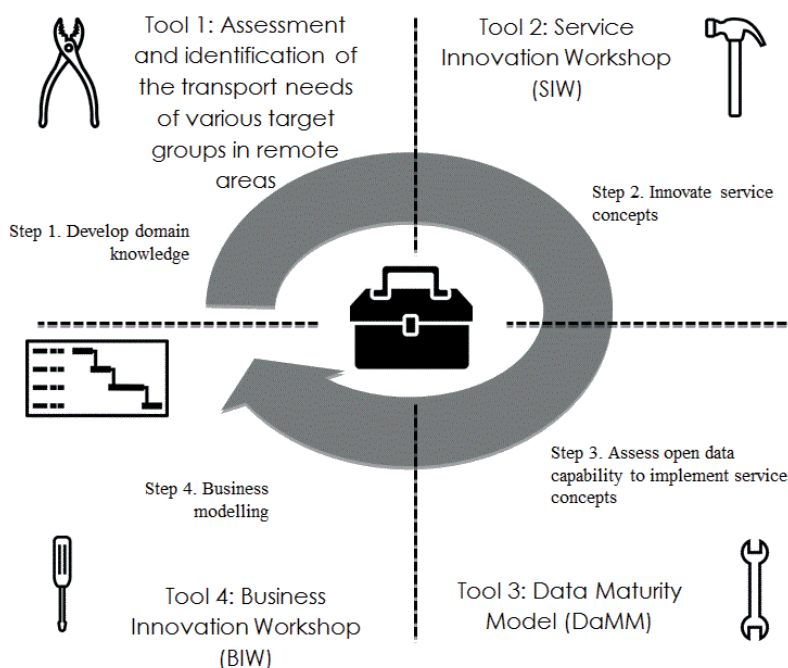 Tool 1: Assessment
and identification of
the transport needs
of various target
groups in remote
areas
Tool 2: Service
Innovation Workshop
(SIW)
Step 1. Develop domain
knowledge
Step 2. Innovate service
concepts
Step 3. Assess open data
capability to implement service
concepts
Step 4. Business
modelling
Tool 4: Business
Innovation Workshop
(BIW)
Tool 3: Data Maturity
Model (DaMM)